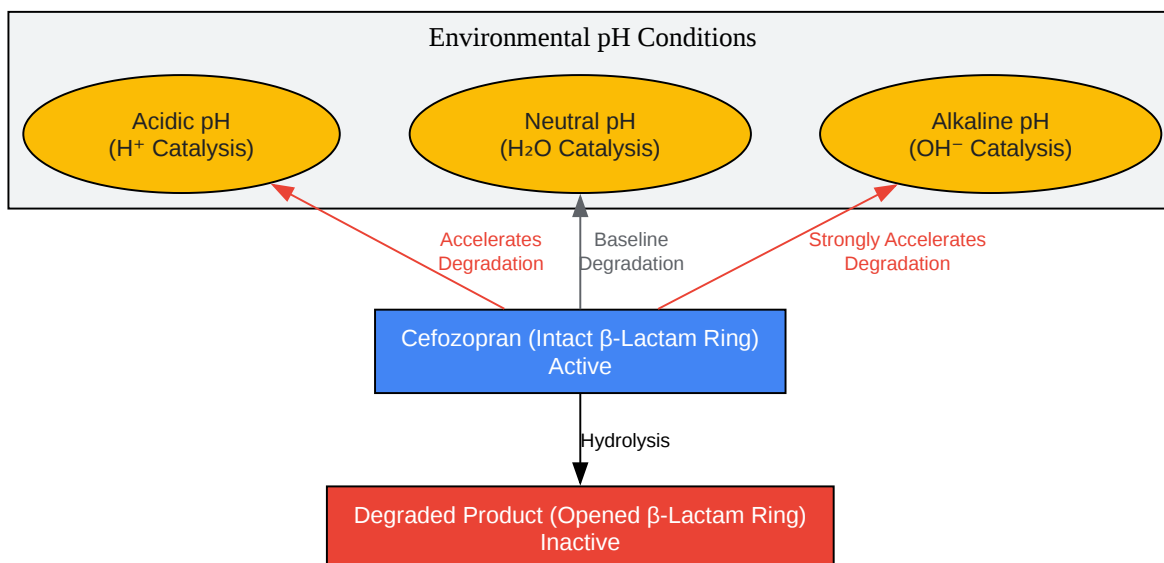 Environmental pH Conditions
Acidic pH
(H⁺ Catalysis)
Neutral pH
(H₂O Catalysis)
Alkaline pH
(OH⁻ Catalysis)
Accelerates
Degradation
Baseline
Degradation
Strongly Accelerates
Degradation
Cefozopran (Intact β-Lactam Ring)
Active
Hydrolysis
Degraded Product (Opened β-Lactam Ring)
Inactive